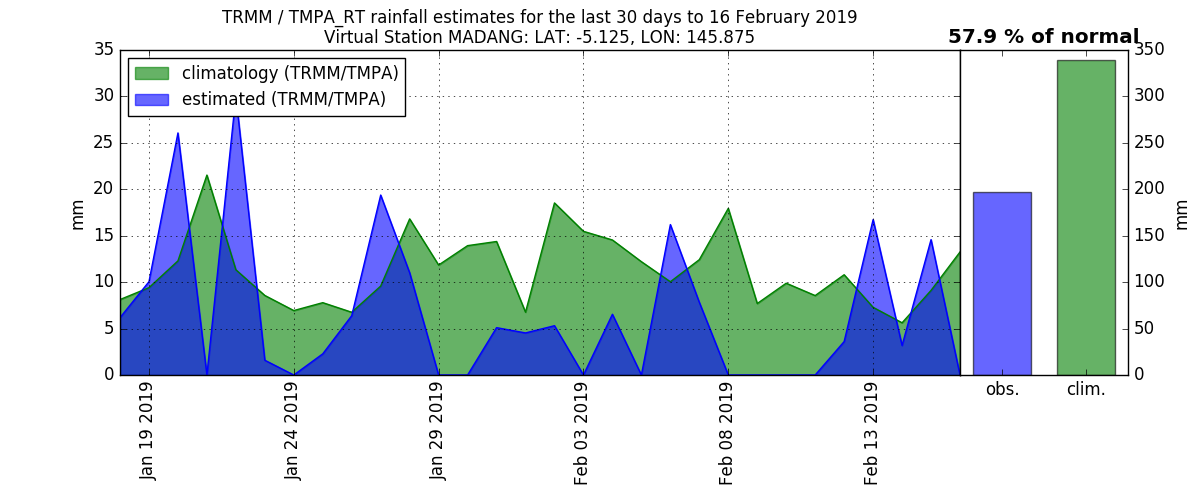 TRMM / TMPA_RT rainfall estimates for the last 30 days to 16 February 2019
Virtual Station MADANG: LAT: -5.125, LON: 145.875
57.9 % of normal
climatology (TRMM/TMPA)
estimated (TRMM/TMPA)
35
30
25
20
15
10
5
0
mm
Jan 19 2019
Jan 24 2019
Jan 29 2019
Feb 03 2019
Feb 08 2019
Feb 13 2019
obs.
clim.
350
300
250
200
150
100
50
0
mm